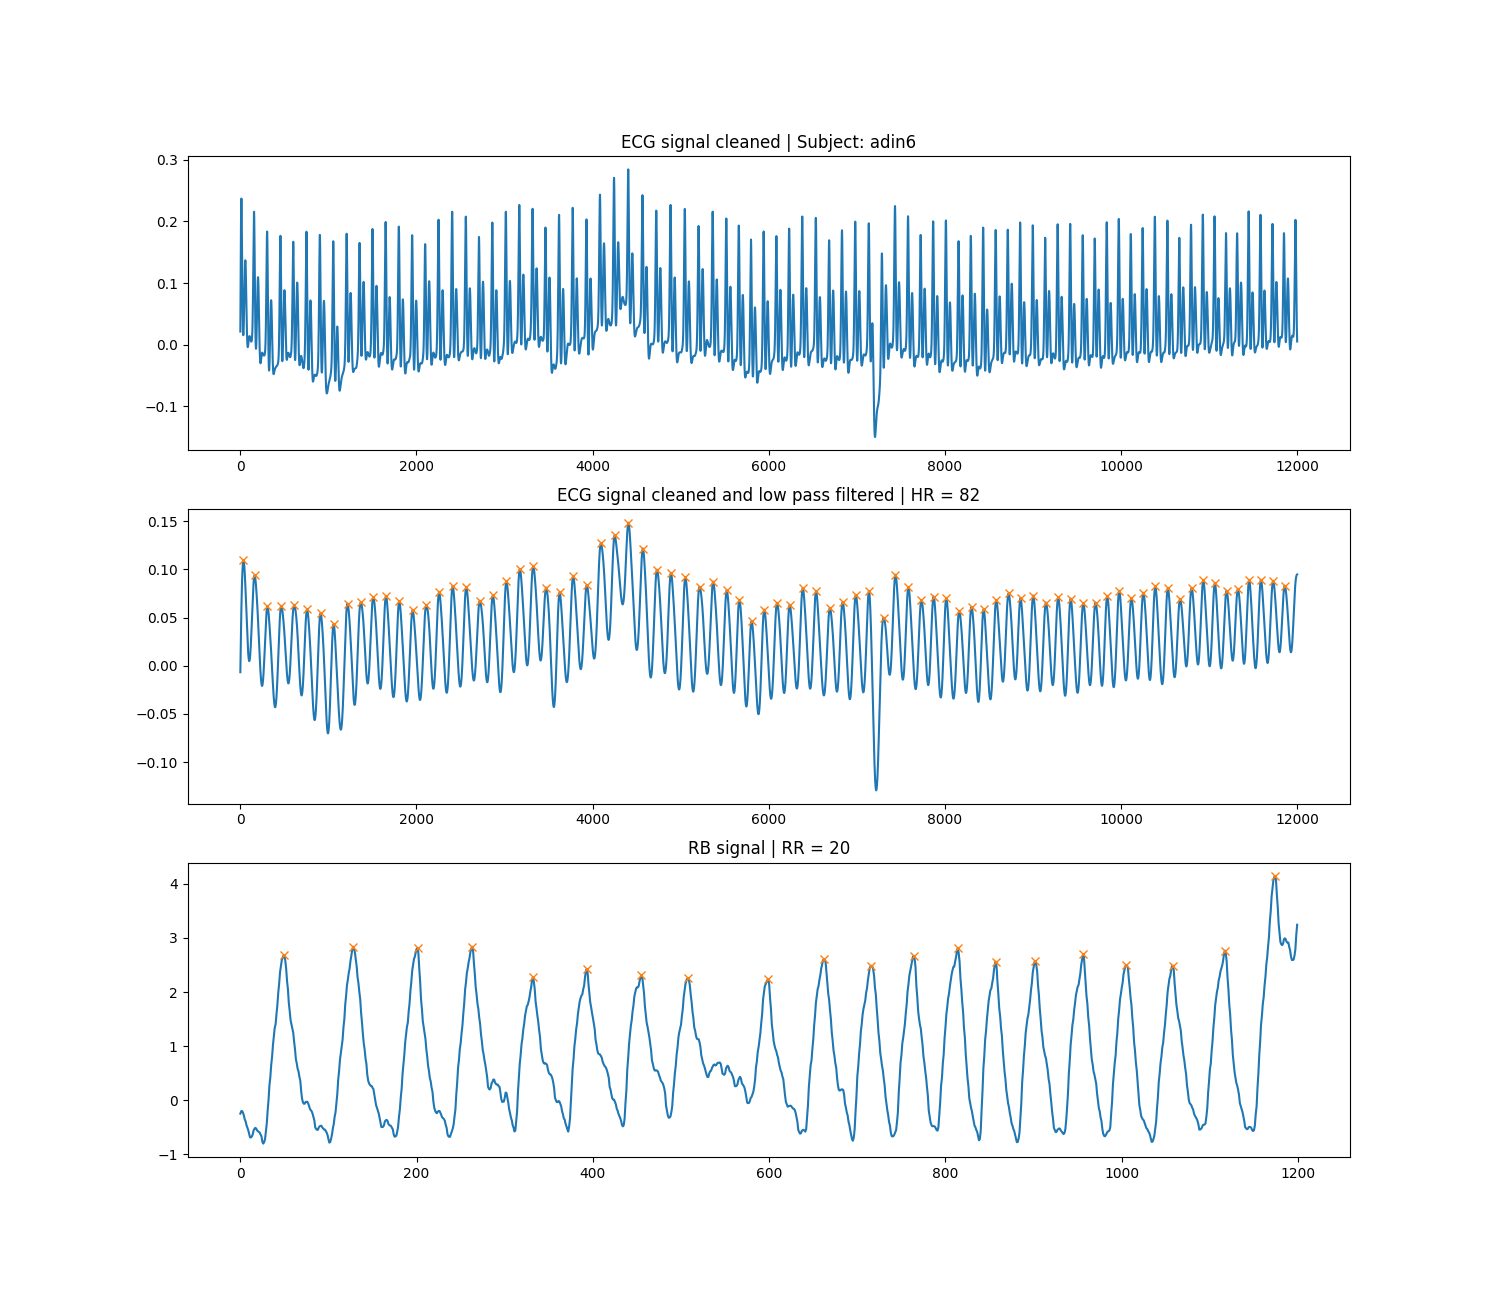 ECG signal cleaned | Subject: adin6
0.3
0.2
0.1
0.0
−0.1
0 2000 4000 6000 8000 10000 12000
ECG signal cleaned and low pass filtered | HR = 82
0.15
0.10
0.05
0.00
−0.05
−0.10
0 2000 4000 6000 8000 10000 12000
RB signal | RR = 20
4
3
2
1
0
−1
0 200 400 600 800 1000 1200